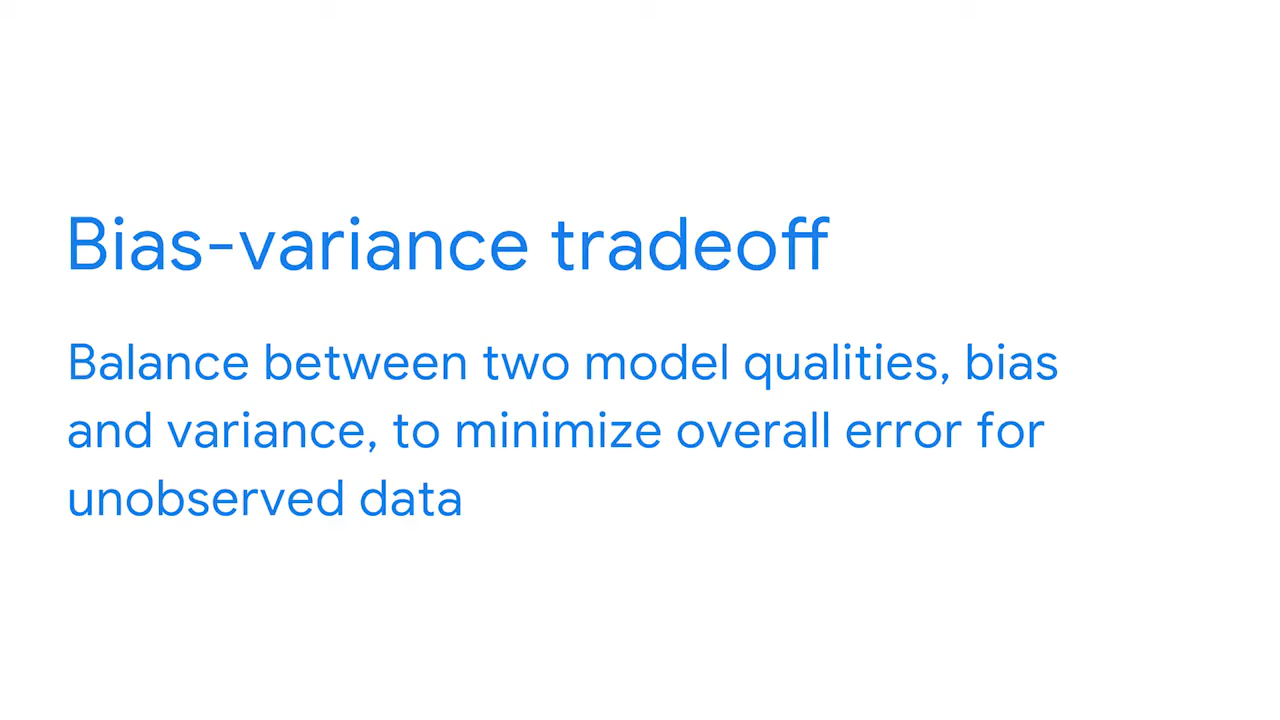 Bias-variance tradeoff
Balance between two model qualities, bias
and variance, to minimize overall error for
unobserved data